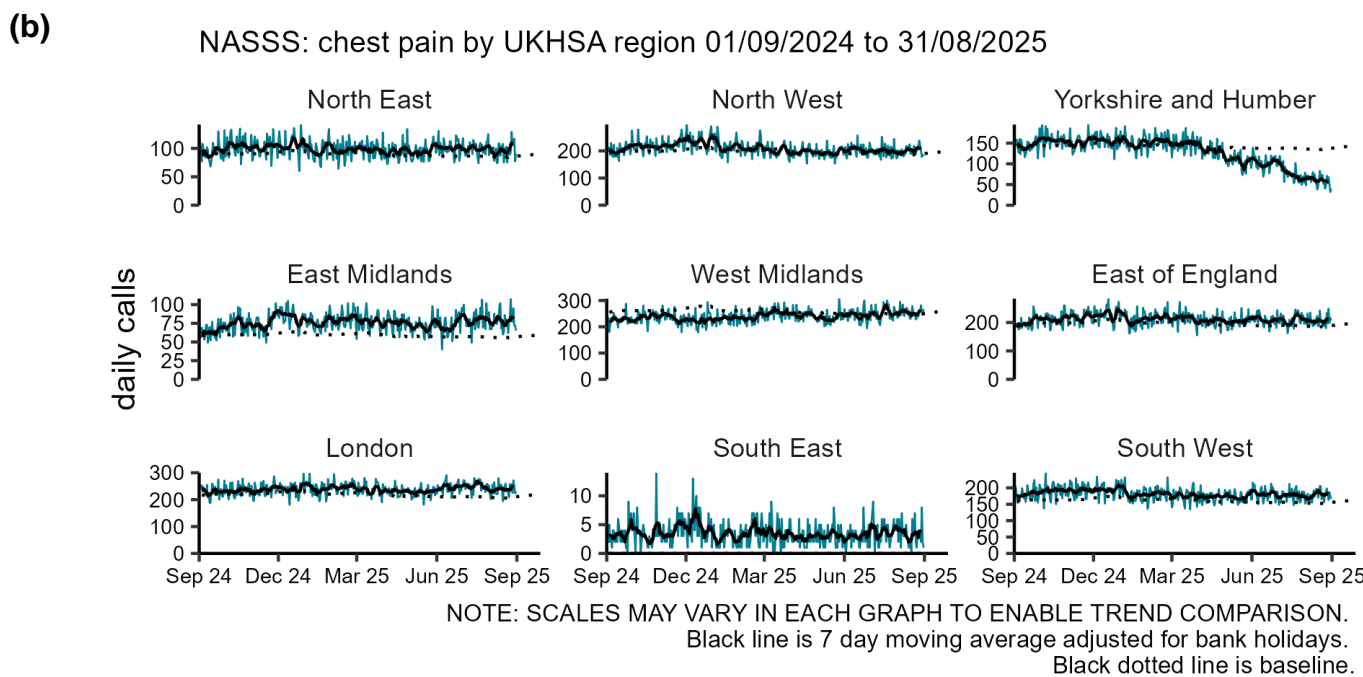 (b)
NASSS: chest pain by UKHSA region 01/09/2024 to 31/08/2025
North East
North West
Yorkshire and Humber
100
50
0
200
100
0
150
100
50
0
daily calls
East Midlands
West Midlands
East of England
100
75
50
25
0
300
200
100
0
200
100
0
London
South East
South West
300
200
100
0
10
5
0
200
150
100
50
0
Sep 24 Dec 24 Mar 25 Jun 25 Sep 25
Sep 24 Dec 24 Mar 25 Jun 25 Sep 25
Sep 24 Dec 24 Mar 25 Jun 25 Sep 25
NOTE: SCALES MAY VARY IN EACH GRAPH TO ENABLE TREND COMPARISON.
Black line is 7 day moving average adjusted for bank holidays.
Black dotted line is baseline.